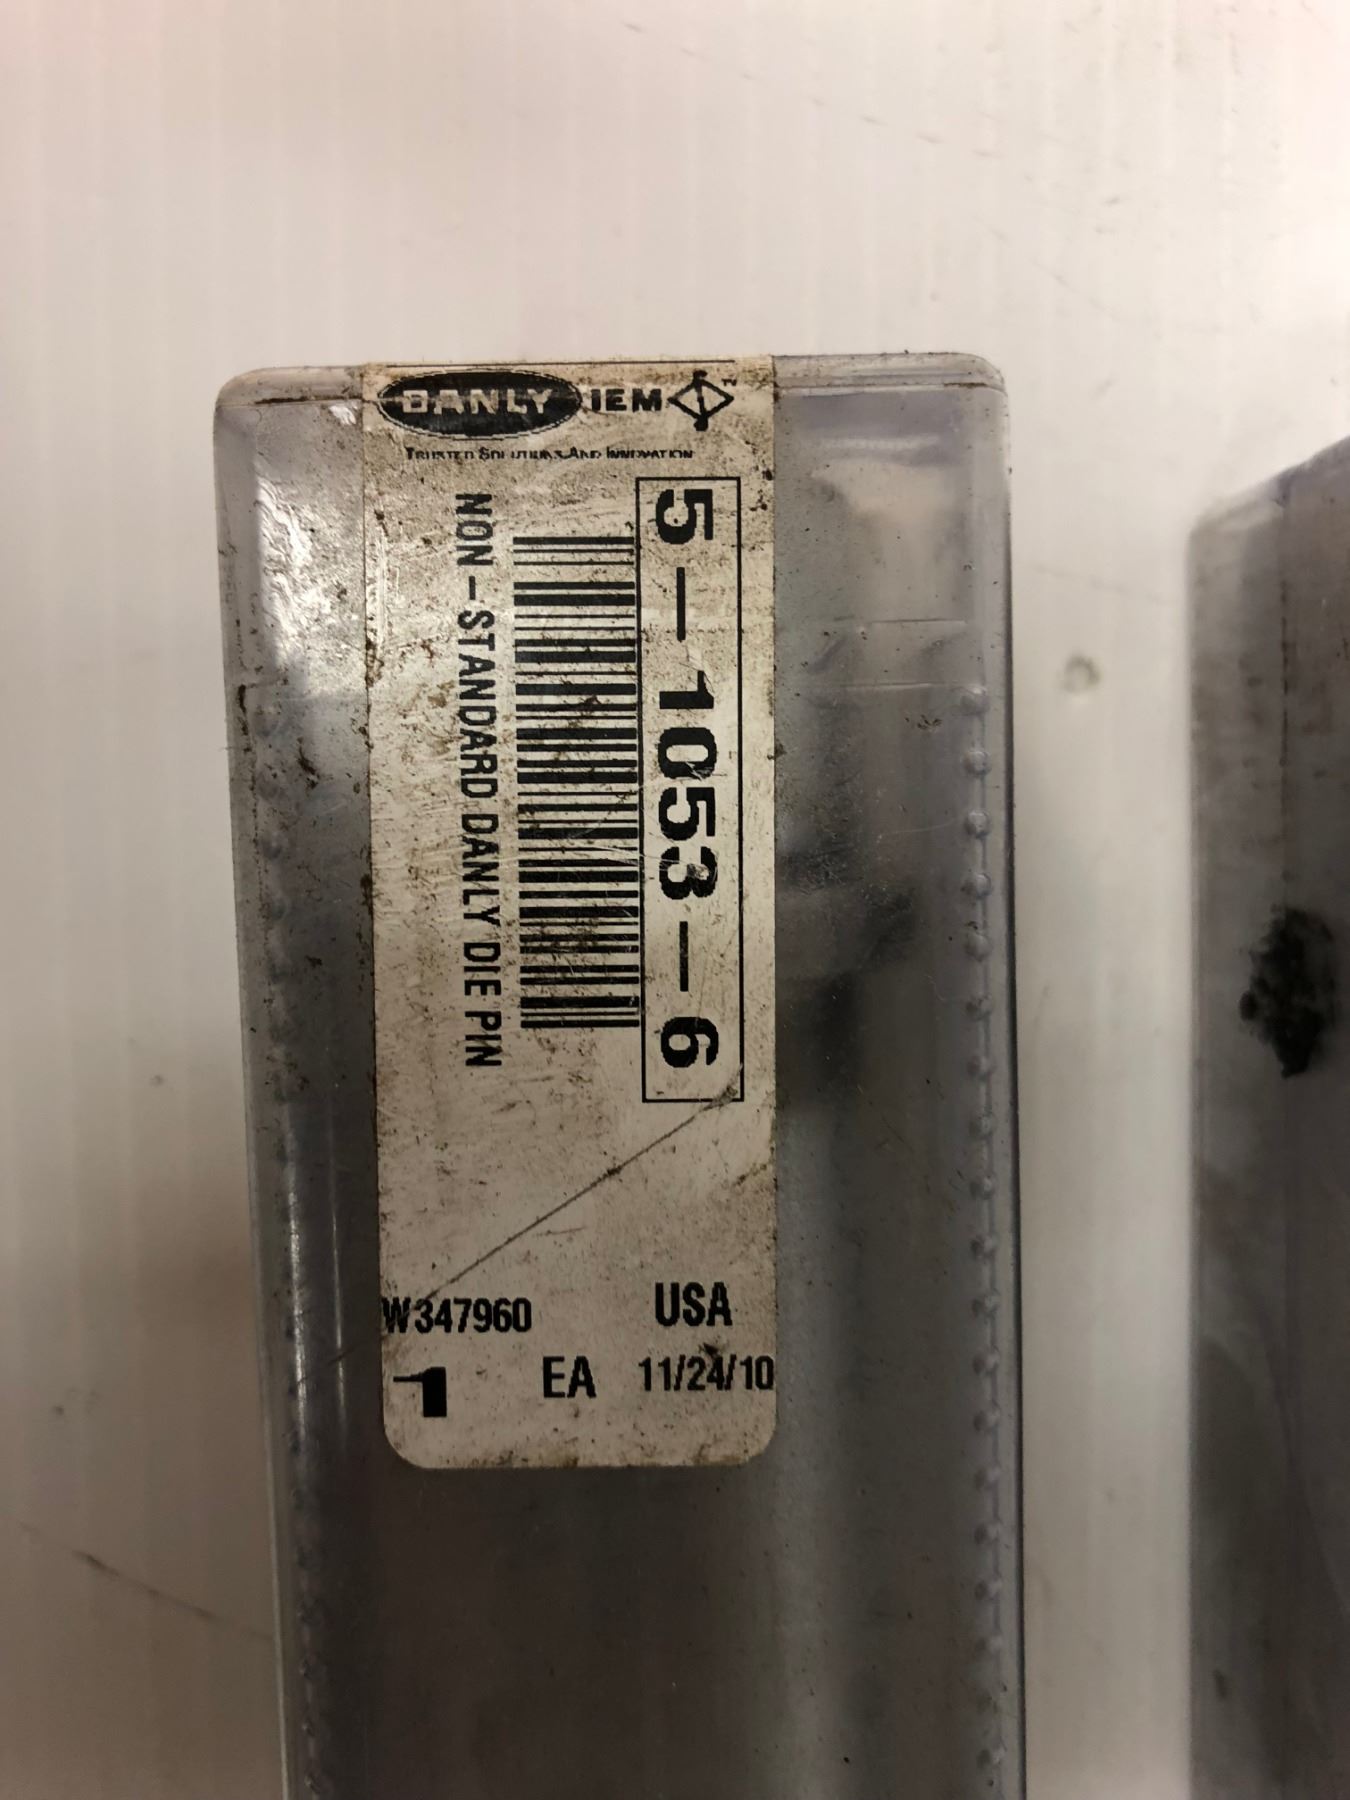 DANLY IEM ™
TRUSTED SOLUTIONS AND INNOVATION
5-1053-6
NON-STANDARD DANLY DIE PIN
W347960 USA
1 EA 11/24/10